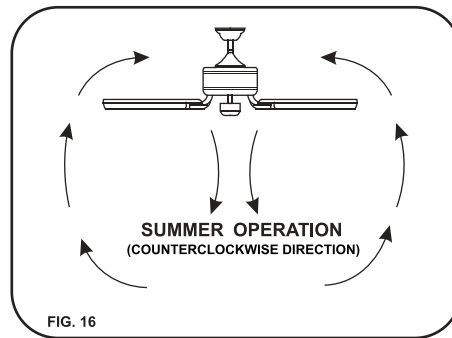 SUMMER OPERATION
(COUNTERCLOCKWISE DIRECTION)
FIG. 16